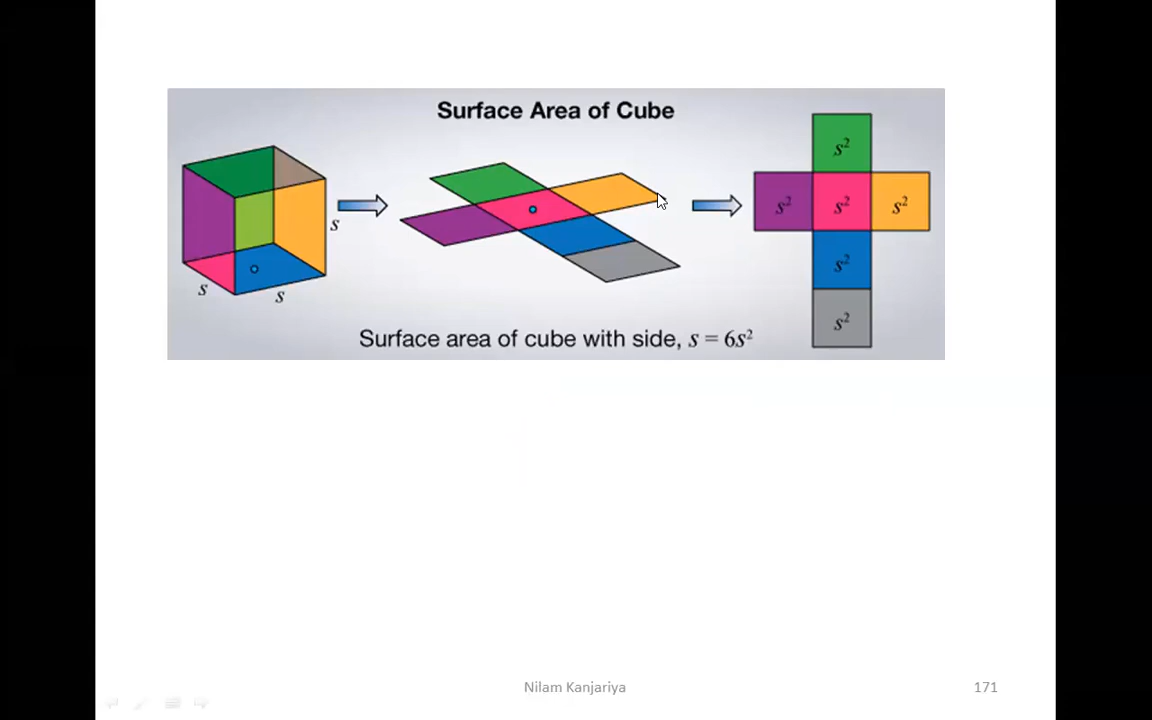 Surface Area of Cube
s
s
s
s²
s² s² s²
s²
s²
Surface area of cube with side, s = 6s²
Nilam Kanjariya
171